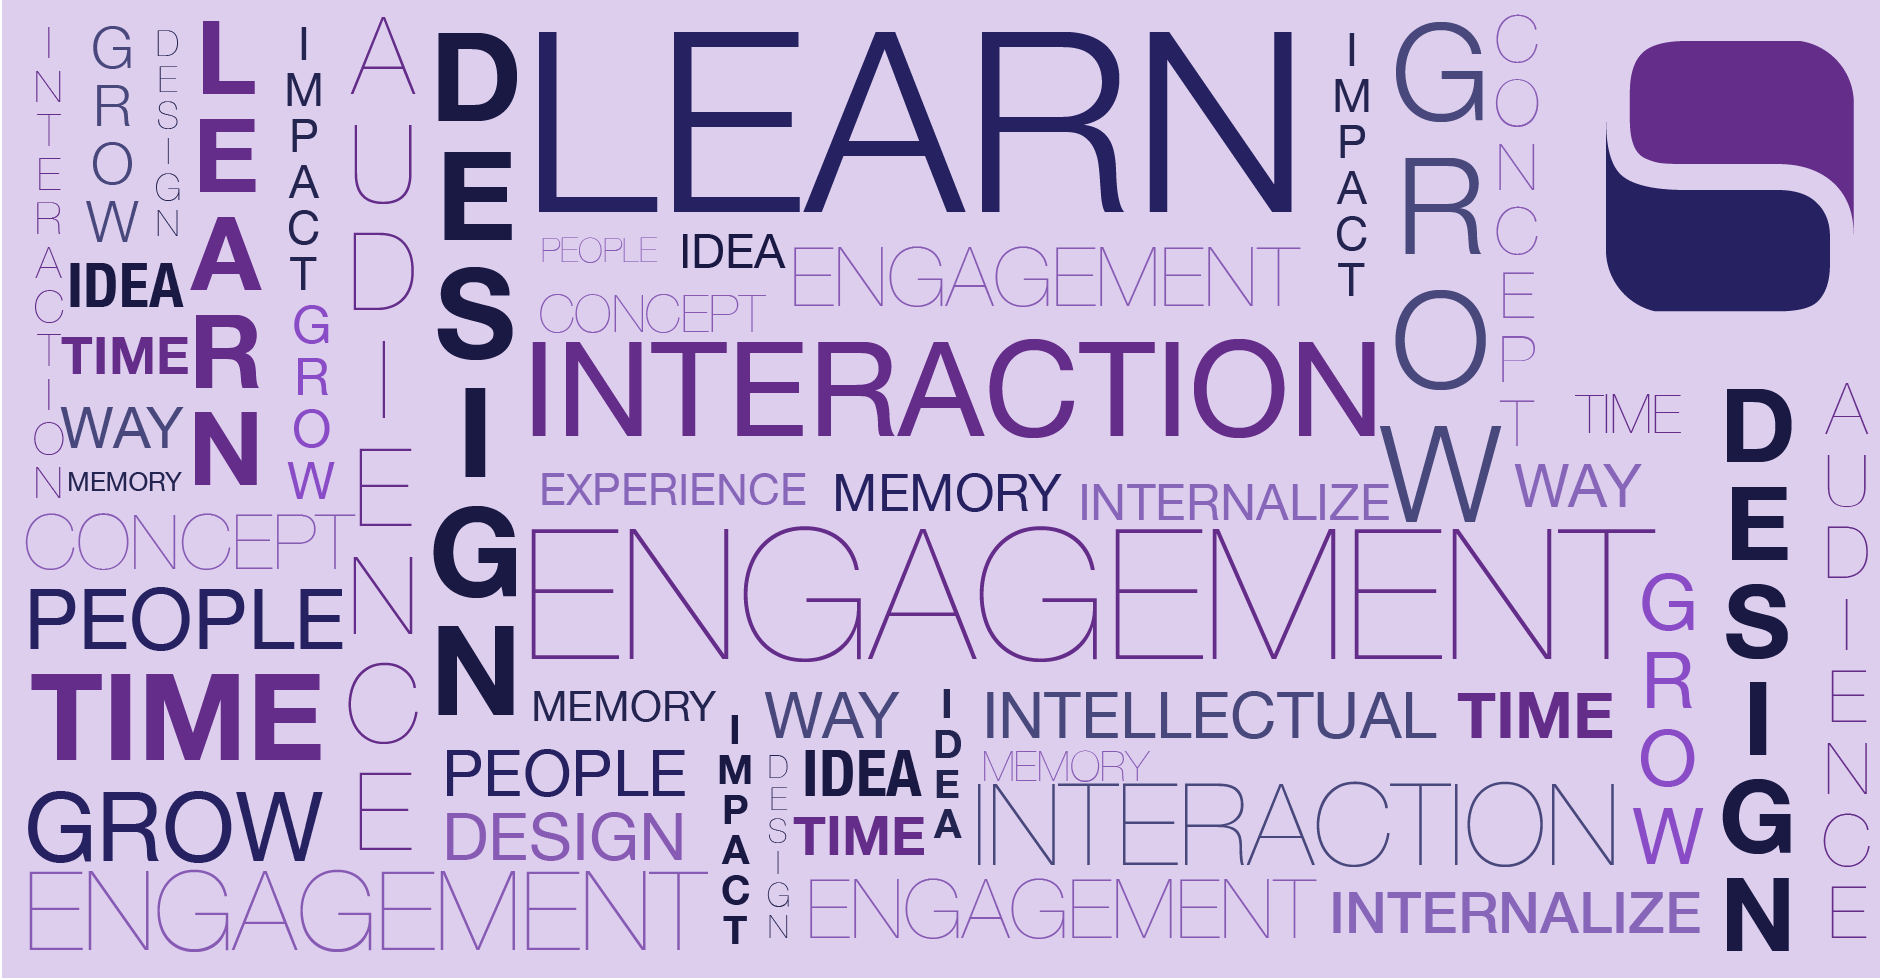 INTERACTION
GROW
DESIGN
LEARN
IMPACT
AUDIENCE
DESIGN
LEARN
IMPACT
GROW
CONCEPT
PEOPLE
IDEA
ENGAGEMENT
CONCEPT
IDEA
TIME
GROW
INTERACTION
WAY
TIME
DESIGN
AUDIENCE
MEMORY
EXPERIENCE
MEMORY
INTERNALIZE
WAY
CONCEPT
ENGAGEMENT
PEOPLE
GROW
TIME
MEMORY
WAY
IDEA
INTELLECTUAL
TIME
IMPACT
PEOPLE
DESIGN
IDEA
MEMORY
GROW
DESIGN
TIME
INTERACTION
ENGAGEMENT
ENGAGEMENT
INTERNALIZE